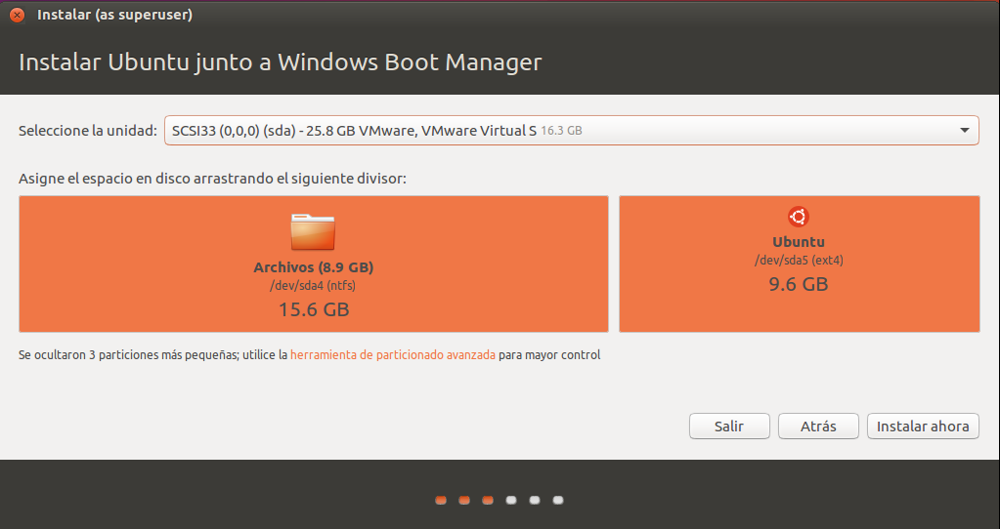 Instalar (as superuser)
Instalar Ubuntu junto a Windows Boot Manager
Seleccione la unidad: SCSI33 (0,0,0) (sda) - 25.8 GB VMware, VMware Virtual S 16.3 GB
Asigne el espacio en disco arrastrando el siguiente divisor:
Archivos (8.9 GB)
/dev/sda4 (ntfs)
15.6 GB
Ubuntu
/dev/sda5 (ext4)
9.6 GB
Se ocultaron 3 particiones más pequeñas; utilice la herramienta de particionado avanzada para mayor control
Salir Atrás Instalar ahora